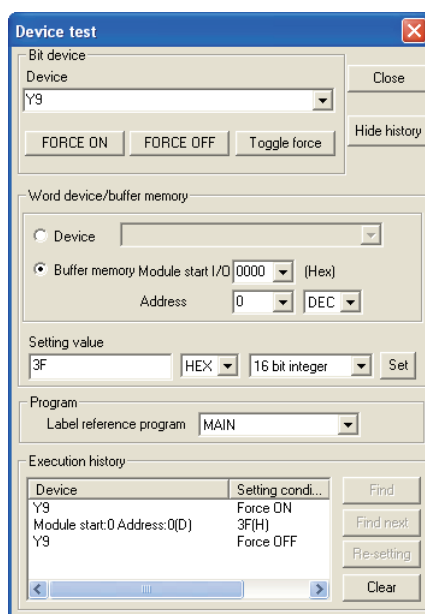 Device test
Bit device
Device
Y9
Close
FORCE ON FORCE OFF Toggle force
Hide history
Word device/buffer memory
Device
Buffer memory Module start I/O 0000 (Hex)
Address 0 DEC
Setting value
3F HEX 16 bit integer Set
Program
Label reference program MAIN
Execution history
Device Setting condi...
Y9 Force ON
Module start:0 Address:0(D) 3F(H)
Y9 Force OFF
Find
Find next
Re-setting
Clear